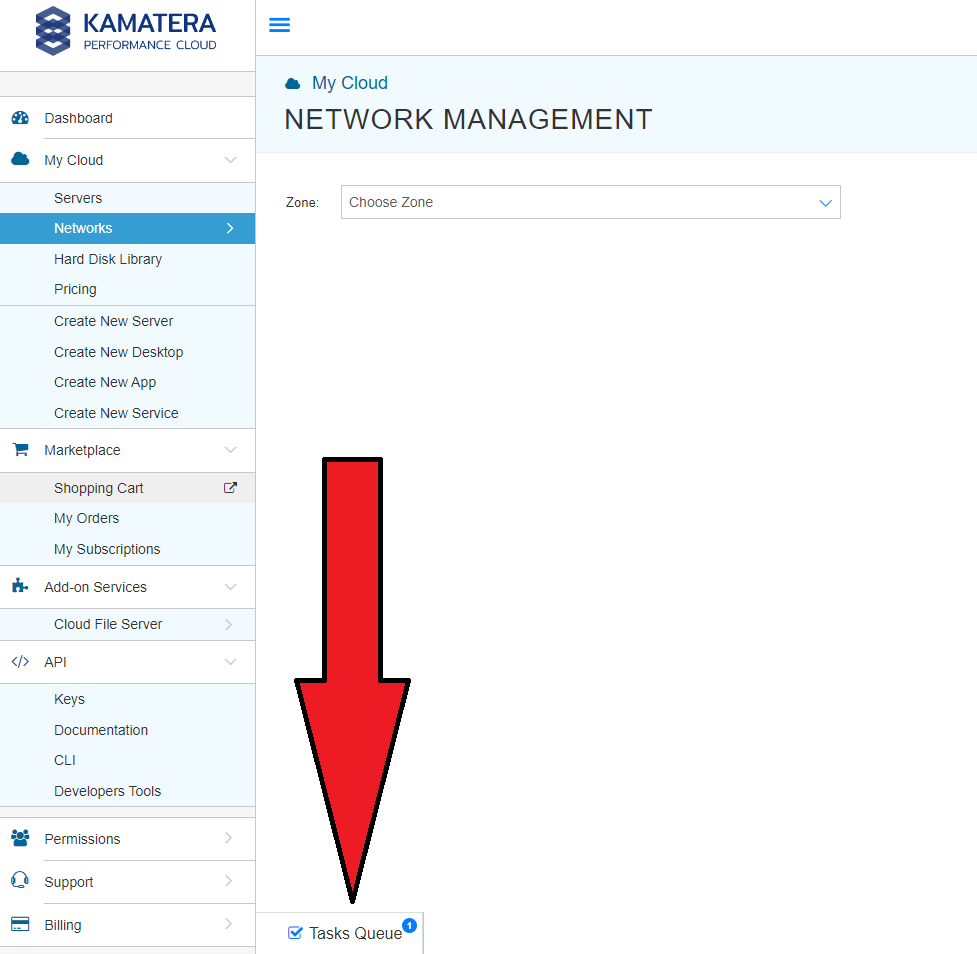 KAMATERA
PERFORMANCE CLOUD
Dashboard
My Cloud
Servers
Networks
Hard Disk Library
Pricing
Create New Server
Create New Desktop
Create New App
Create New Service
Marketplace
Shopping Cart
My Orders
My Subscriptions
Add-on Services
Cloud File Server
API
Keys
Documentation
CLI
Developers Tools
Permissions
Support
Billing
My Cloud
NETWORK MANAGEMENT
Zone: Choose Zone
Tasks Queue 1